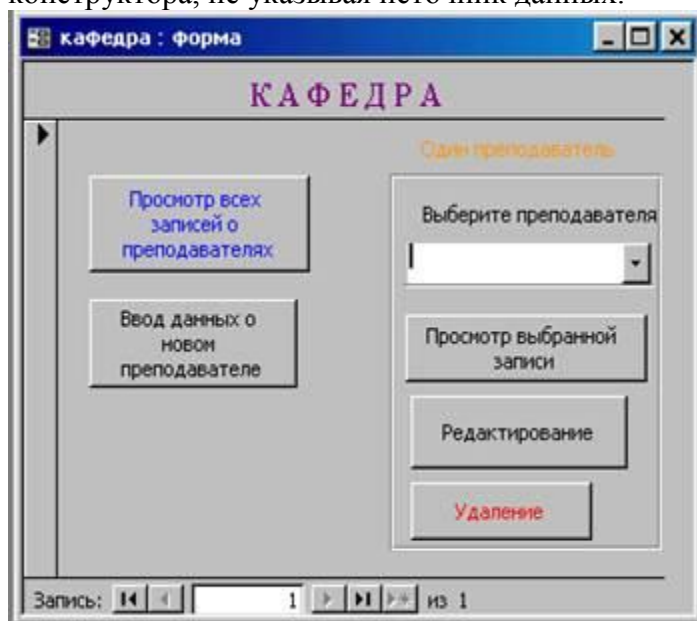 конструктора, не указывая источник данных.
кафедра : форма
КАФЕДРА
Один преподаватель
Просмотр всех
записей о
преподавателях
Выберите преподавателя
Ввод данных о
новом
преподавателе
Просмотр выбранной
записи
Редактирование
Удаление
Запись: 1 из 1